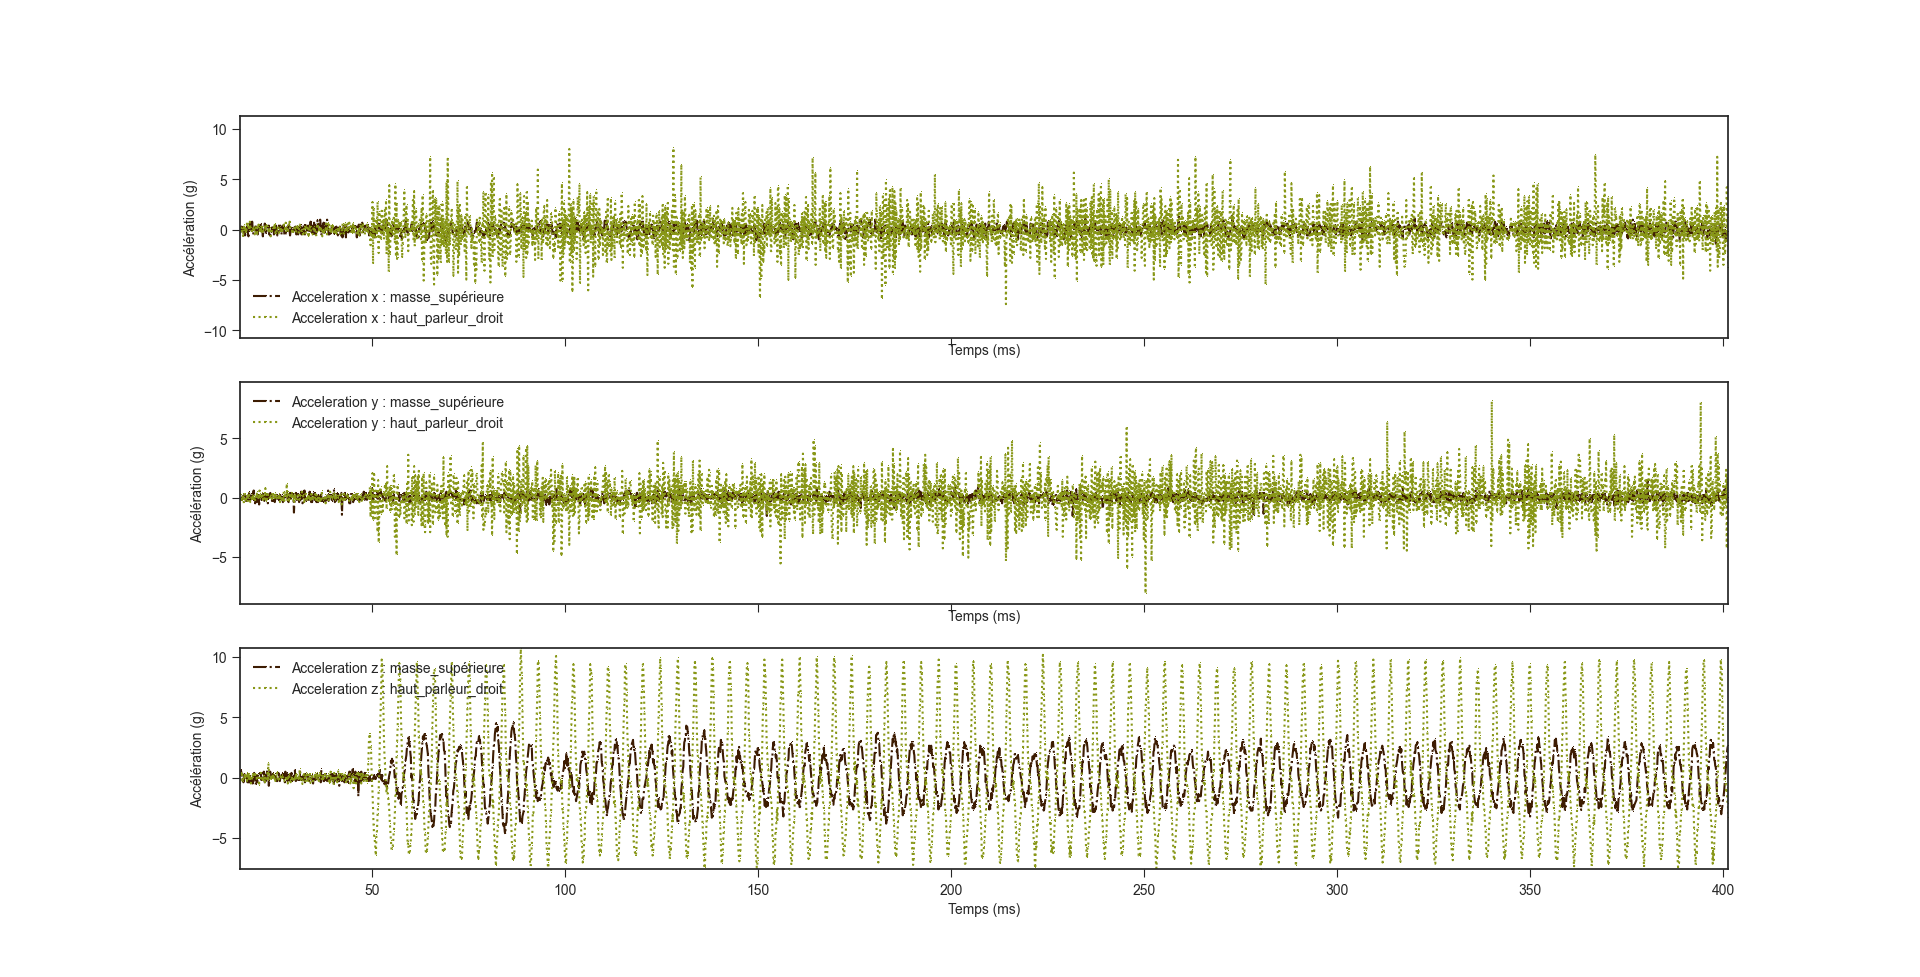 10
5
0
−5
−10
Accélération (g)
Acceleration x : masse_supérieure
Acceleration x : haut_parleur_droit
Temps (ms)
5
0
−5
Accélération (g)
Acceleration y : masse_supérieure
Acceleration y : haut_parleur_droit
Temps (ms)
10
5
0
−5
Accélération (g)
Acceleration z : masse_supérieure
Acceleration z : haut_parleur_droit
50 100 150 200 250 300 350 400
Temps (ms)